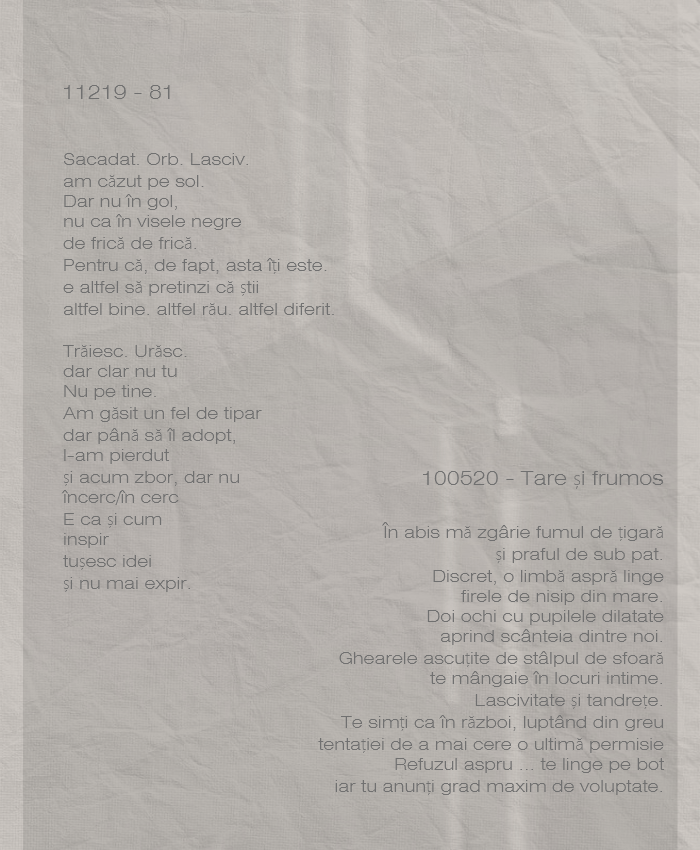 11219 - 81
Sacadat. Orb. Lasciv.
am căzut pe sol.
Dar nu în gol,
nu ca în visele negre
de frică de frică.
Pentru că, de fapt, asta îți este.
e altfel să pretinzi că știi
altfel bine. altfel rău. altfel diferit.
Trăiesc. Urăsc.
dar clar nu tu
Nu pe tine.
Am găsit un fel de tipar
dar până să îl adopt,
l-am pierdut
și acum zbor, dar nu
încerc/în cerc
E ca și cum
inspir
tușesc idei
și nu mai expir.
100520 - Tare și frumos
În abis mă zgârie fumul de țigară
și praful de sub pat.
Discret, o limbă aspră linge
firele de nisip din mare.
Doi ochi cu pupilele dilatate
aprind scânteia dintre noi.
Ghearele ascuțite de stâlpul de sfoară
te mângaie în locuri intime.
Lascivitate și tandrețe.
Te simți ca în război, luptând din greu
tentației de a mai cere o ultimă permisie
Refuzul aspru ... te linge pe bot
iar tu anunți grad maxim de voluptate.